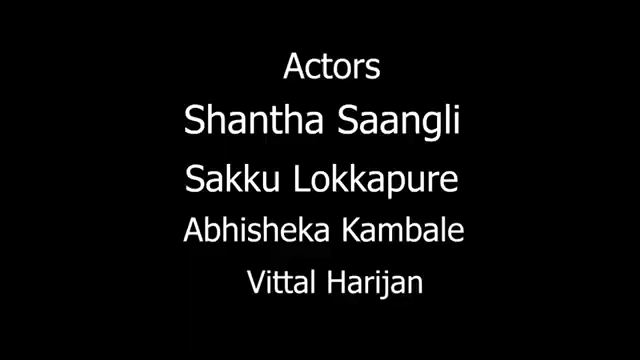 Actors
Shantha Saangli
Sakku Lokkapure
Abhisheka Kambale
Vittal Harijan